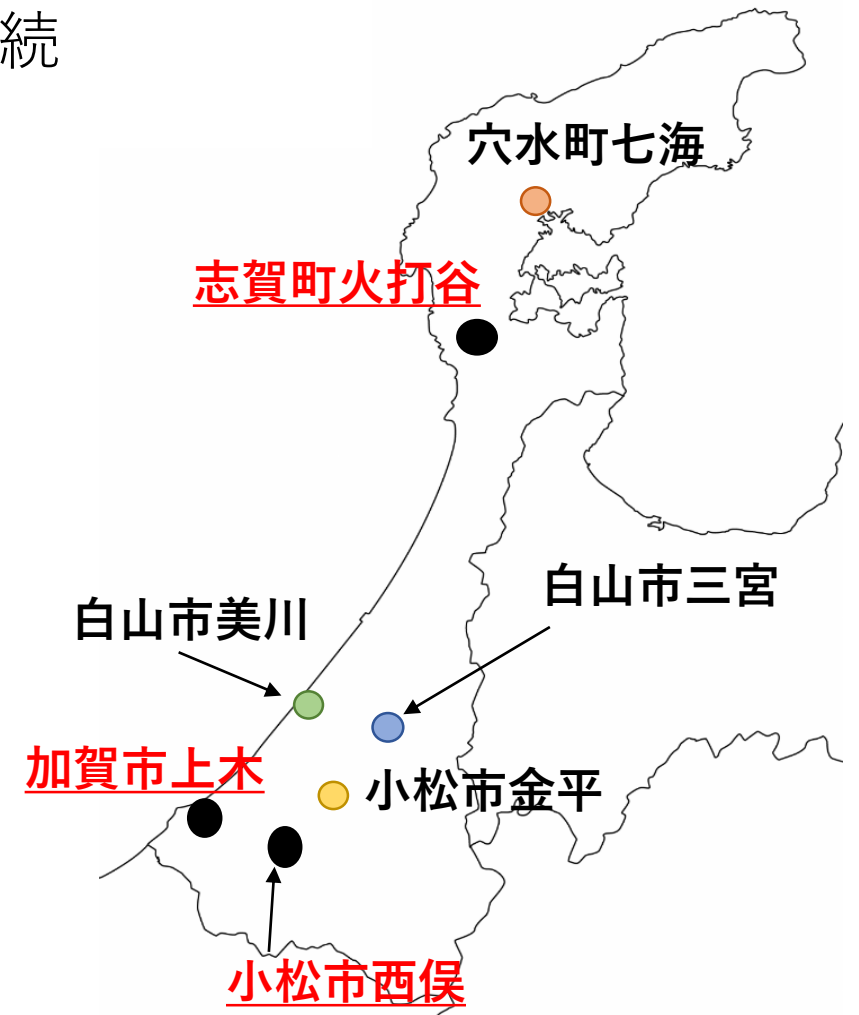 続
穴水町七海
志賀町火打谷
白山市三宮
白山市美川
加賀市上木
小松市金平
小松市西俣